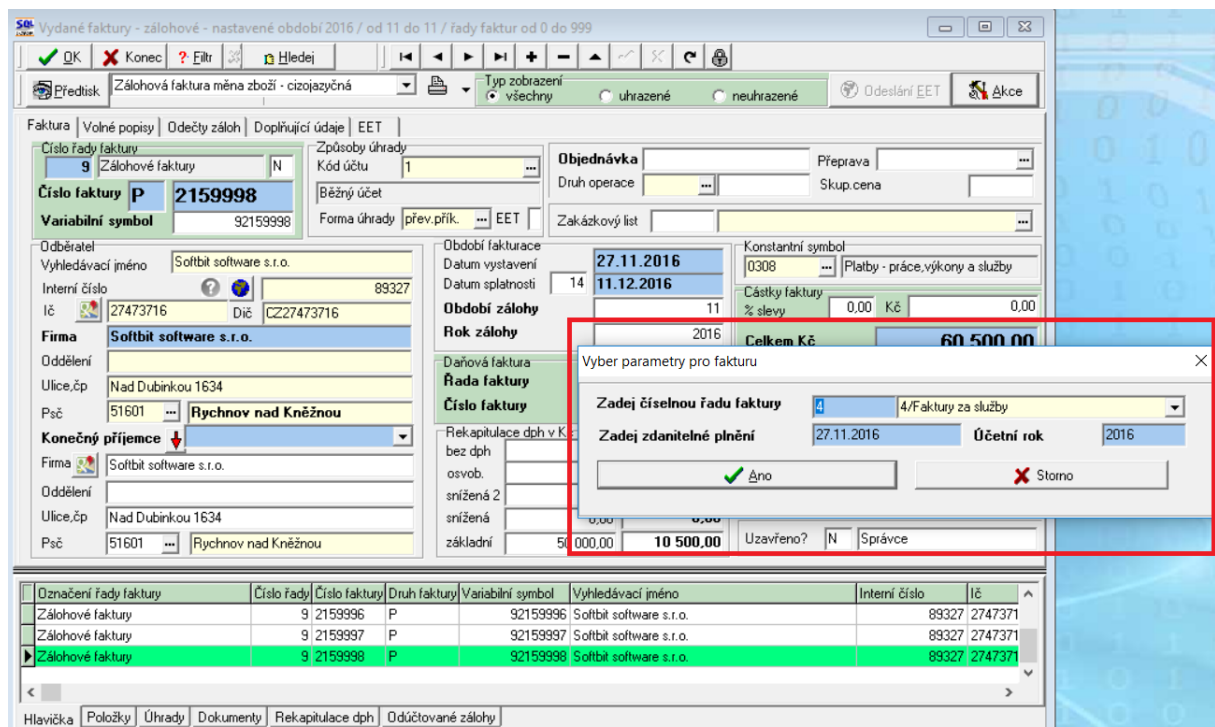 Vydané faktury - zálohové - nastavené období 2016 / od 11 do 11 / řady faktur od 0 do 999
OK Konec Filtr Hledej
Předtisk Zálohová faktura měna zboží - cizojazyčná Typ zobrazení všechny uhrazené neuhrazené Odeslání EET Akce
Faktura Volné popisy Odečty záloh Doplňující údaje EET
Číslo řady faktury
9 Zálohové faktury N
Číslo faktury P 2159998
Variabilní symbol 92159998
Způsoby úhrady
Kód účtu 1 ...
Běžný účet
Forma úhrady přev.přík. ... EET
Objednávka Přeprava ...
Druh operace ... Skup.cena
Zakázkový list ...
Odběratel
Vyhledávací jméno Softbit software s.r.o.
Interní číslo 89327
Ič 27473716 Dič CZ27473716
Firma Softbit software s.r.o.
Oddělení
Ulice,čp Nad Dubinkou 1634
Psč 51601 ... Rychnov nad Kněžnou
Konečný příjemce
Firma Softbit software s.r.o.
Oddělení
Ulice,čp Nad Dubinkou 1634
Psč 51601 ... Rychnov nad Kněžnou
Období fakturace
Datum vystavení 27.11.2016
Datum splatnosti 14 11.12.2016
Období zálohy 11
Rok zálohy 2016
Konstantní symbol
0308 ... Platby - práce,výkony a služby
Částky faktury
% slevy 0,00 Kč 0,00
Celkem Kč 60 500,00
Daňová faktura
Řada faktury
Číslo faktury
Rekapitulace dph v K
bez dph
osvob.
snížená 2
snížená 0,00 0,00
základní 50 000,00 10 500,00
Uzavřeno? N Správce
Vyber parametry pro fakturu
Zadej číselnou řadu faktury 4 4/Faktury za služby
Zadej zdanitelné plnění 27.11.2016 Účetní rok 2016
Ano Storno
Označení řady faktury Číslo řady Číslo faktury Druh faktury Variabilní symbol Vyhledávací jméno Interní číslo Ič
Zálohové faktury 9 2159996 P 92159996 Softbit software s.r.o. 89327 2747371
Zálohové faktury 9 2159997 P 92159997 Softbit software s.r.o. 89327 2747371
Zálohové faktury 9 2159998 P 92159998 Softbit software s.r.o. 89327 2747371
Hlavička Položky Úhrady Dokumenty Rekapitulace dph Odúčtované zálohy